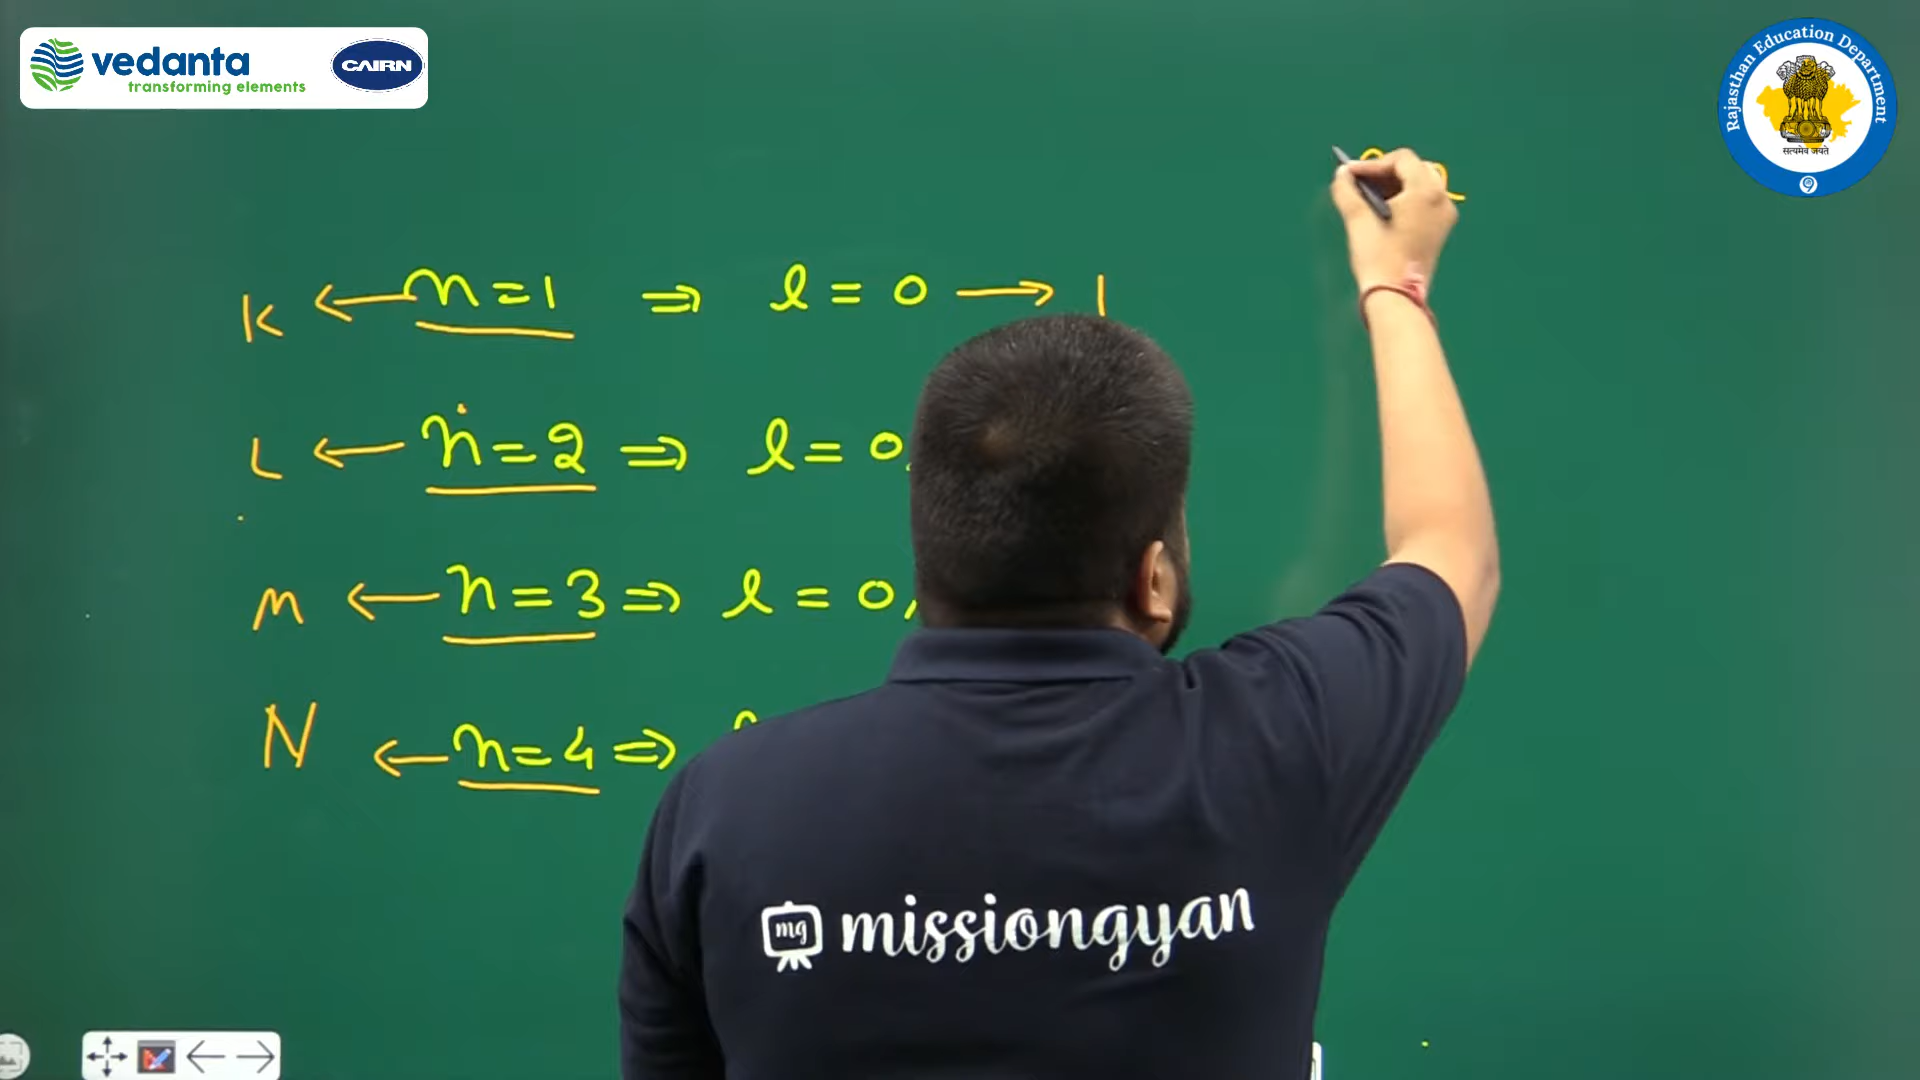 vedanta
transforming elements
CAIRN
Rajasthan Education Department
सत्यमेव जयते
K ← n=1 ⇒ l = 0 → 1
L ← n=2 ⇒ l = 0,
M ← n=3 ⇒ l = 0,
N ← n=4 ⇒
mg missiongyan